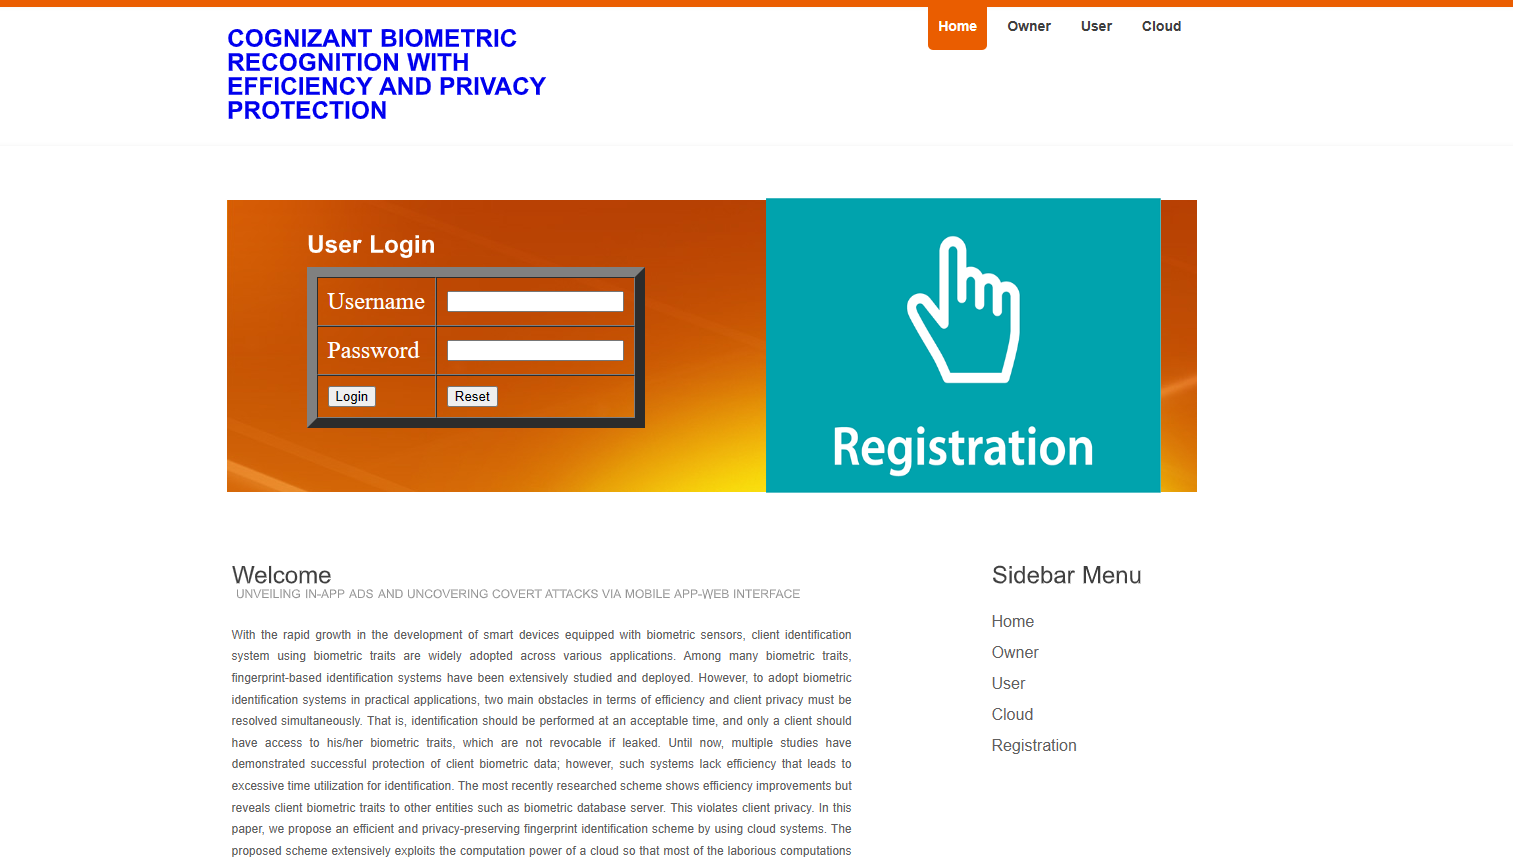 COGNIZANT BIOMETRIC
RECOGNITION WITH
EFFICIENCY AND PRIVACY
PROTECTION
Home Owner User Cloud
User Login
Username
Password
Login Reset
Registration
Welcome
UNVEILING IN-APP ADS AND UNCOVERING COVERT ATTACKS VIA MOBILE APP-WEB INTERFACE
With the rapid growth in the development of smart devices equipped with biometric sensors, client identification
system using biometric traits are widely adopted across various applications. Among many biometric traits,
fingerprint-based identification systems have been extensively studied and deployed. However, to adopt biometric
identification systems in practical applications, two main obstacles in terms of efficiency and client privacy must be
resolved simultaneously. That is, identification should be performed at an acceptable time, and only a client should
have access to his/her biometric traits, which are not revocable if leaked. Until now, multiple studies have
demonstrated successful protection of client biometric data; however, such systems lack efficiency that leads to
excessive time utilization for identification. The most recently researched scheme shows efficiency improvements but
reveals client biometric traits to other entities such as biometric database server. This violates client privacy. In this
paper, we propose an efficient and privacy-preserving fingerprint identification scheme by using cloud systems. The
proposed scheme extensively exploits the computation power of a cloud so that most of the laborious computations
Sidebar Menu
Home
Owner
User
Cloud
Registration